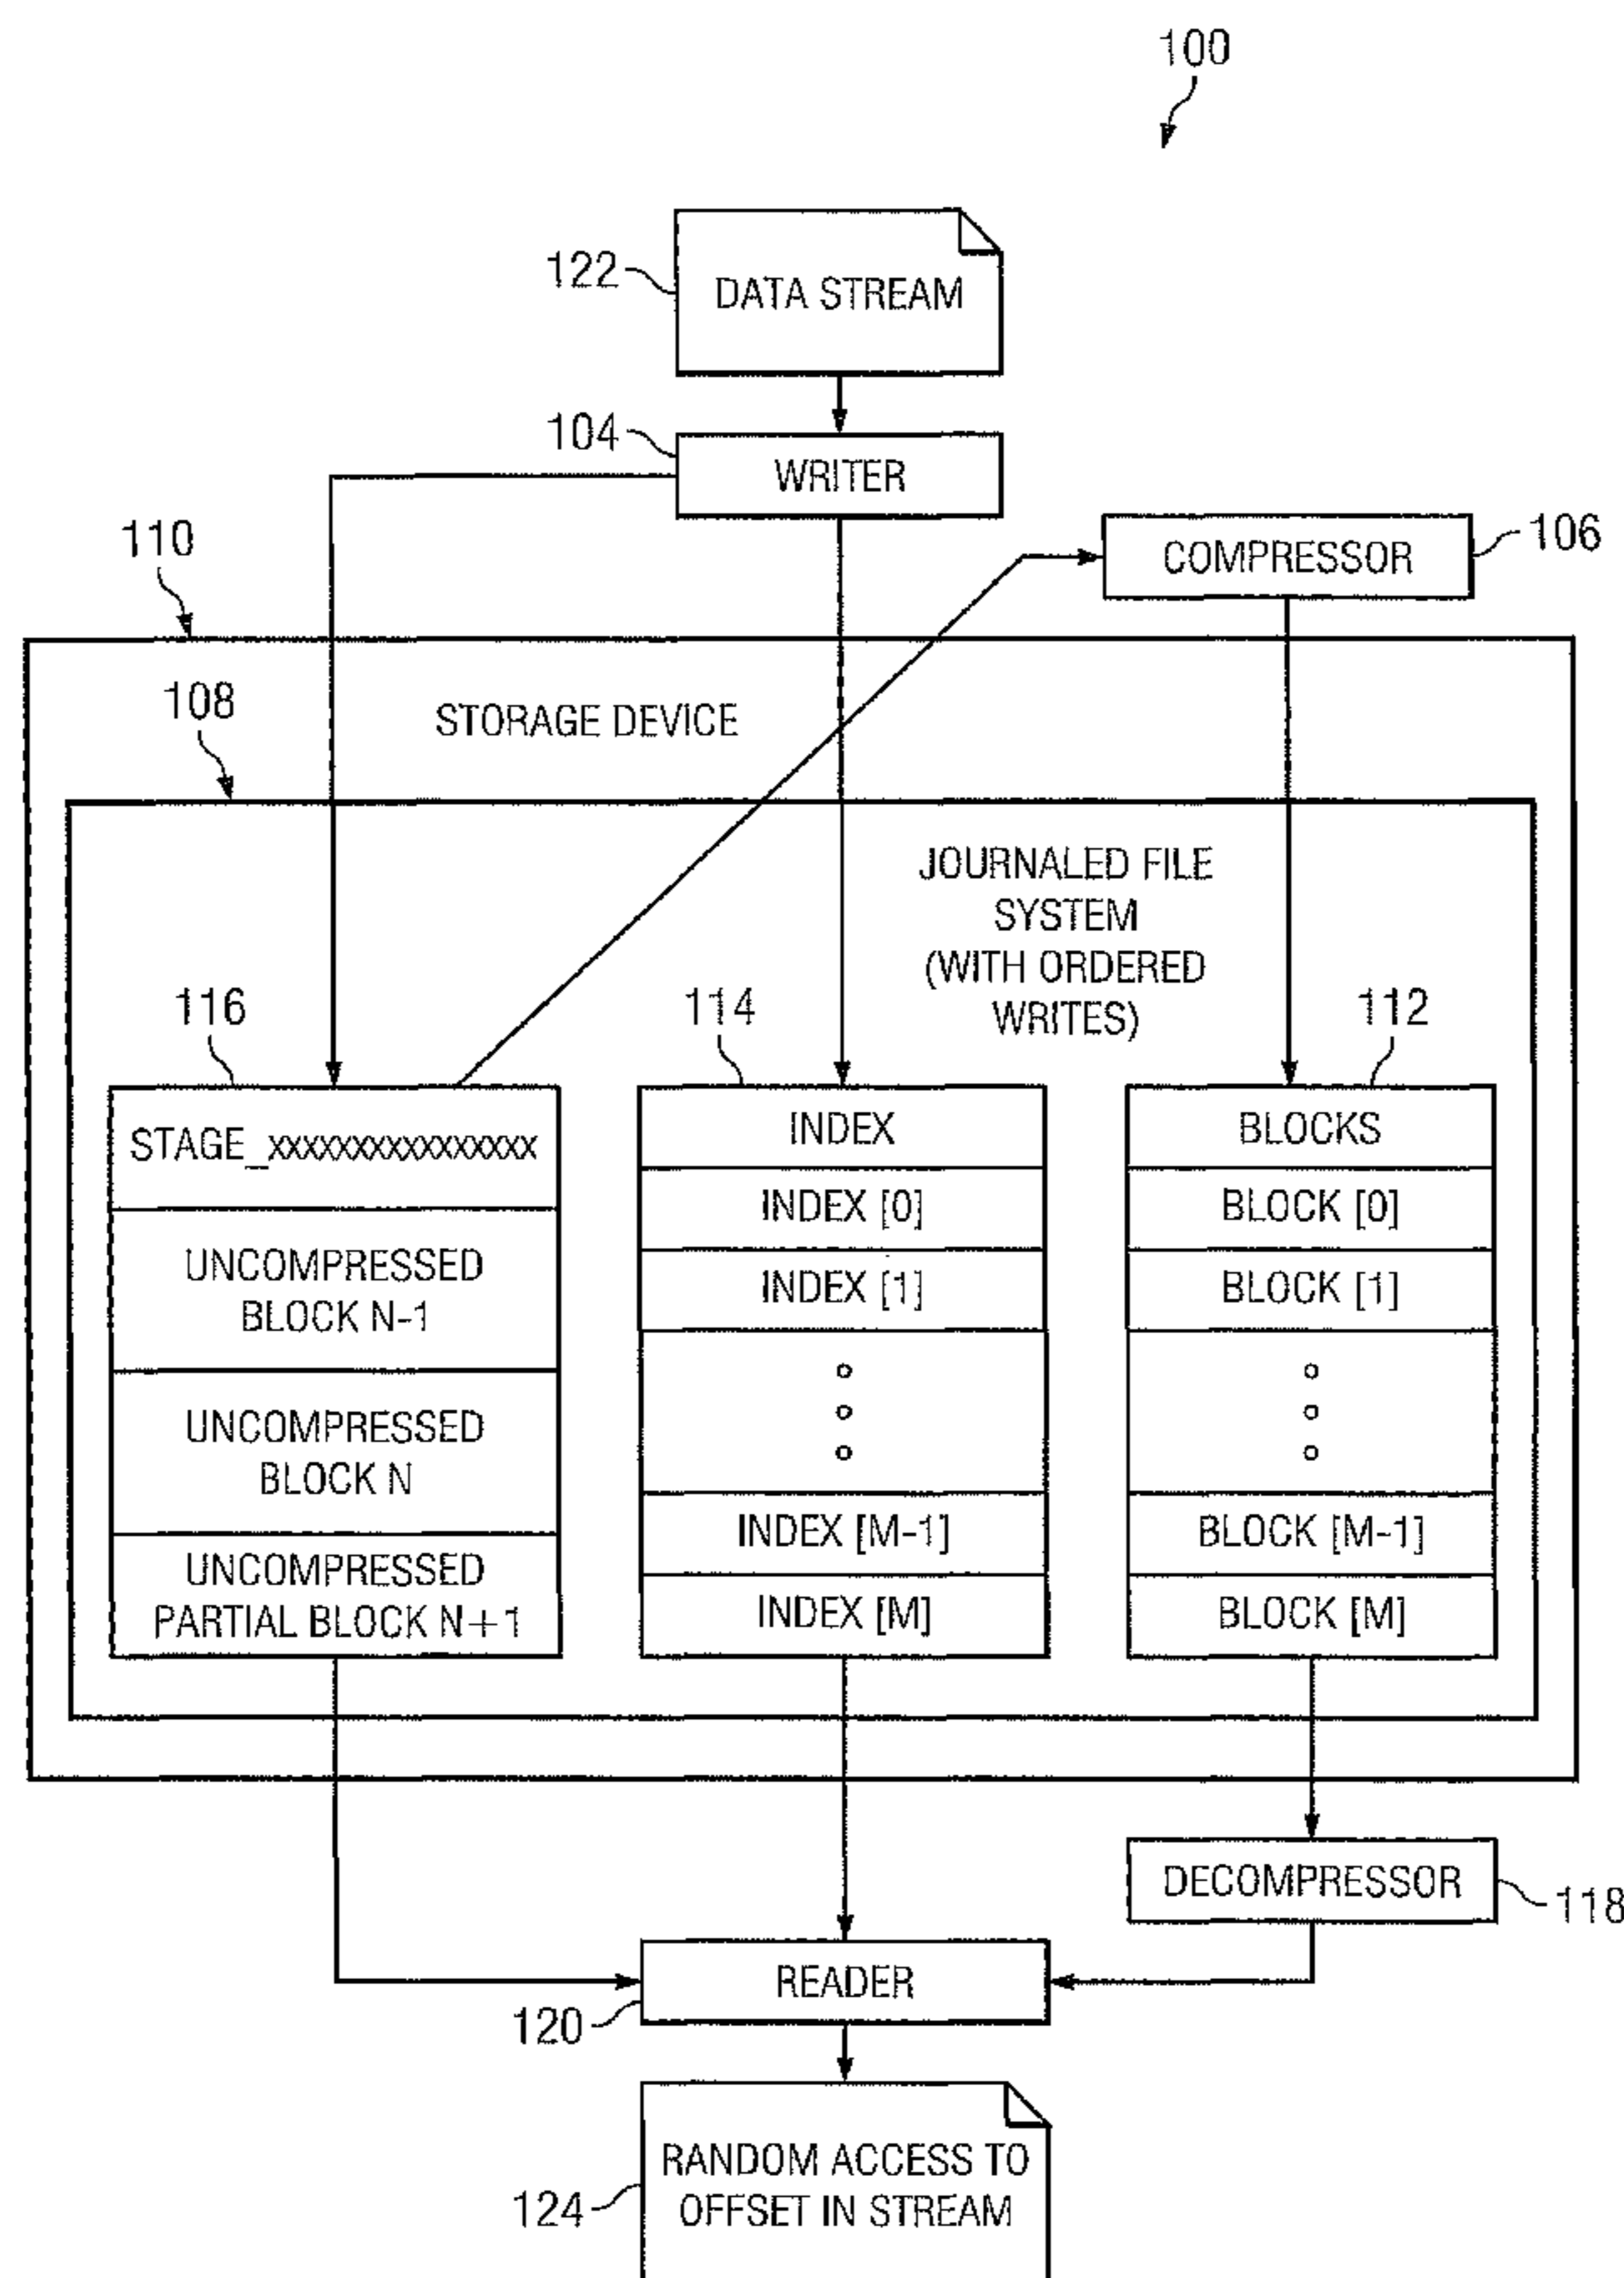 100
122
DATA STREAM
104
WRITER
110
COMPRESSOR
106
108
STORAGE DEVICE
JOURNALED FILE
SYSTEM
(WITH ORDERED
WRITES)
116
114
112
STAGE_xxxxxxxxxxxxxxxx
UNCOMPRESSED
BLOCK N-1
UNCOMPRESSED
BLOCK N
UNCOMPRESSED
PARTIAL BLOCK N+1
INDEX
INDEX [0]
INDEX [1]
INDEX [M-1]
INDEX [M]
BLOCKS
BLOCK [0]
BLOCK [1]
BLOCK [M-1]
BLOCK [M]
DECOMPRESSOR
118
READER
120
RANDOM ACCESS TO
OFFSET IN STREAM
124